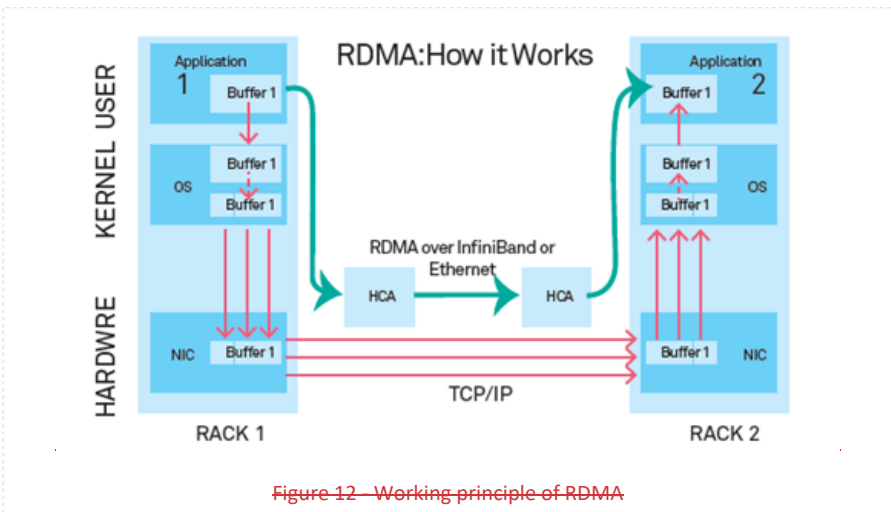 RDMA:How it Works
KERNEL USER
HARDWRE
Application
1
Buffer 1
OS
Buffer 1
Buffer 1
NIC
Buffer 1
RACK 1
RDMA over InfiniBand or
Ethernet
HCA
HCA
TCP/IP
Application
2
Buffer 1
Buffer 1
OS
Buffer 1
Buffer 1
NIC
RACK 2
Figure 12 - Working principle of RDMA